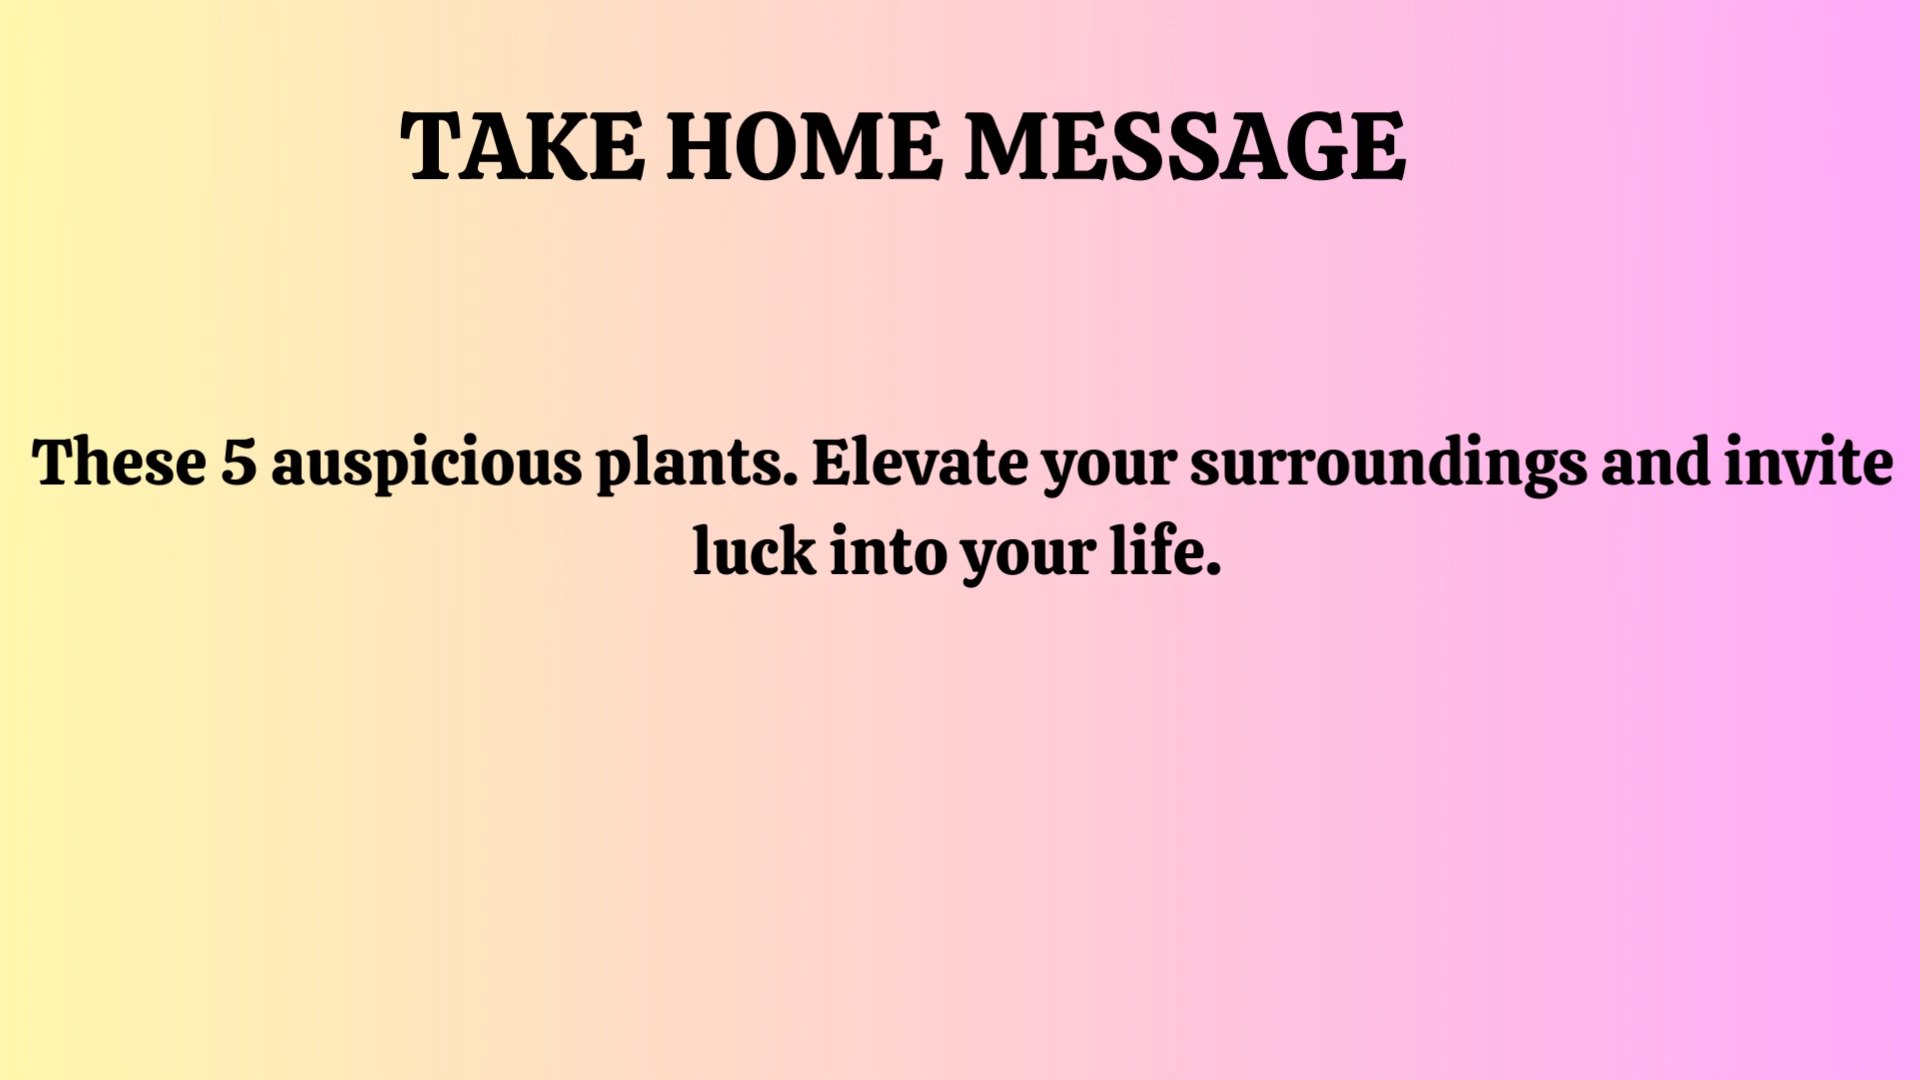 TAKE HOME MESSAGE
These 5 auspicious plants. Elevate your surroundings and invite
luck into your life.